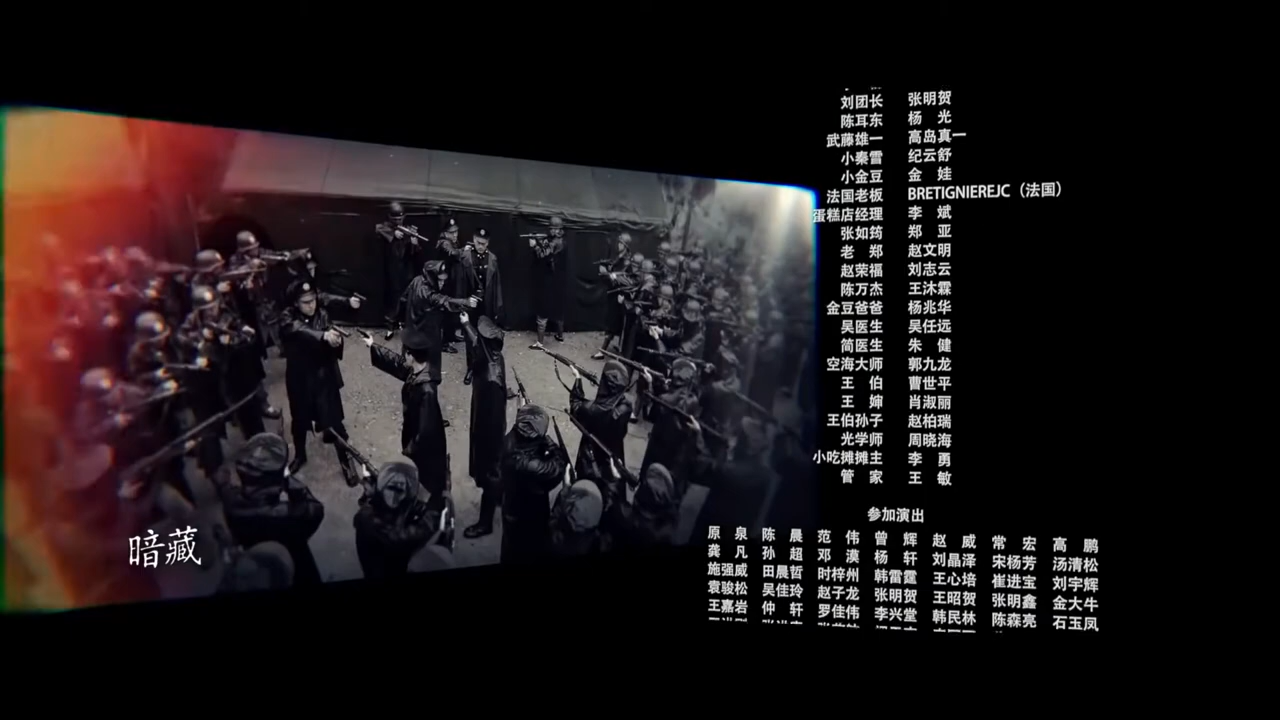 刘团长 张明贺
陈耳东 杨光
武藤雄一 高岛真一
小秦雪 纪云舒
小金豆 金娃
法国老板 BRETIGNIEREJC（法国）
蛋糕店经理 李斌
张如筠 郑亚
老郑 赵文明
赵荣福 刘志云
陈万杰 王沐霖
金豆爸爸 杨兆华
吴医生 吴任远
简医生 朱健
空海大师 郭九龙
王伯 曹世平
王婶 肖淑丽
王伯孙子 赵柏瑞
光学师 周晓海
小吃摊摊主 李勇
管家 王敏
参加演出
原泉 陈晨 范伟 曾辉 赵威 常宏 高鹏
龚凡 孙超 邓漠 杨轩 刘晶泽 宋杨芳 汤清松
施强威 田晨哲 时梓州 韩雷霆 王心培 崔进宝 刘宇辉
袁骏松 吴佳玲 赵子龙 张明贺 王昭贺 张明鑫 金大牛
王嘉岩 仲轩 罗佳伟 李兴堂 韩民林 陈森亮 石玉凤
暗藏